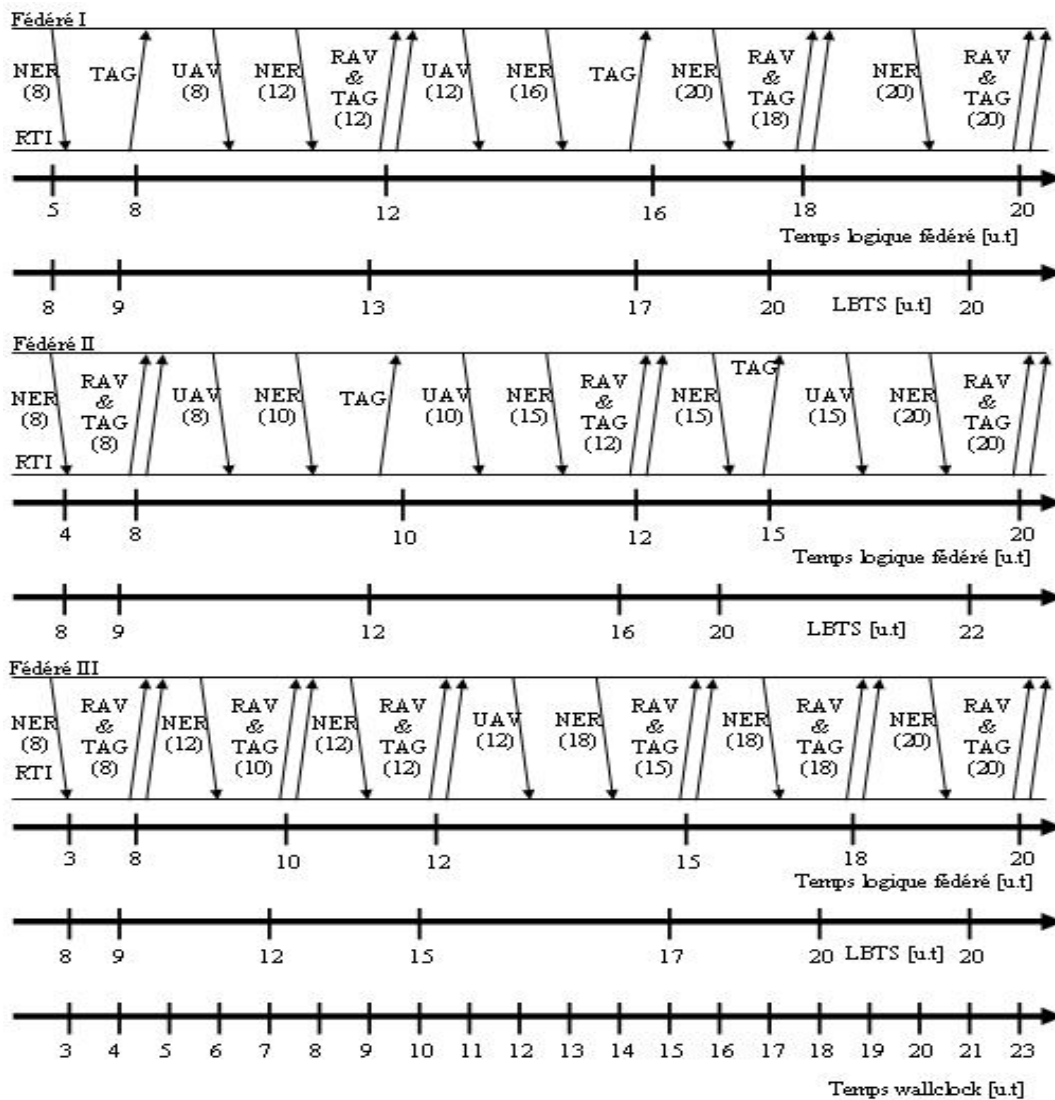 Fédéré I
NER (8) TAG UAV (8) NER (12) RAV & TAG (12) UAV (12) NER (16) TAG NER (20) RAV & TAG (18) NER (20) RAV & TAG (20)
RTI
5 8 12 16 18 20
Temps logique fédéré [u.t]
8 9 13 17 20 LBTS [u.t] 20
Fédéré II
NER (8) RAV & TAG (8) UAV (8) NER (10) TAG UAV (10) NER (15) RAV & TAG (12) NER (15) TAG UAV (15) NER (20) RAV & TAG (20)
RTI
4 8 10 12 15 20
Temps logique fédéré [u.t]
8 9 12 16 20 LBTS [u.t] 22
Fédéré III
NER (8) RAV & TAG (8) NER (12) RAV & TAG (10) NER (12) RAV & TAG (12) UAV (12) NER (18) RAV & TAG (15) NER (18) RAV & TAG (18) NER (20) RAV & TAG (20)
RTI
3 8 10 12 15 18 20
Temps logique fédéré [u.t]
8 9 12 15 17 20 LBTS [u.t] 20
3 4 5 6 7 8 9 10 11 12 13 14 15 16 17 18 19 20 21 23
Temps wallclock [u.t]